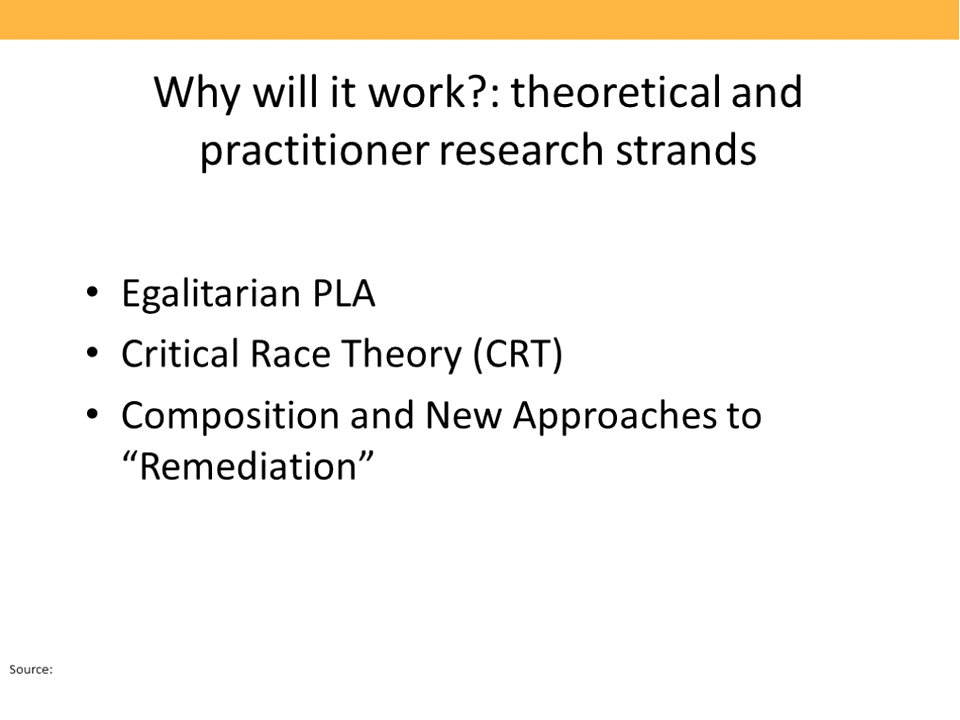 Why will it work?: theoretical and
practitioner research strands
• Egalitarian PLA
• Critical Race Theory (CRT)
• Composition and New Approaches to
“Remediation”
Source: